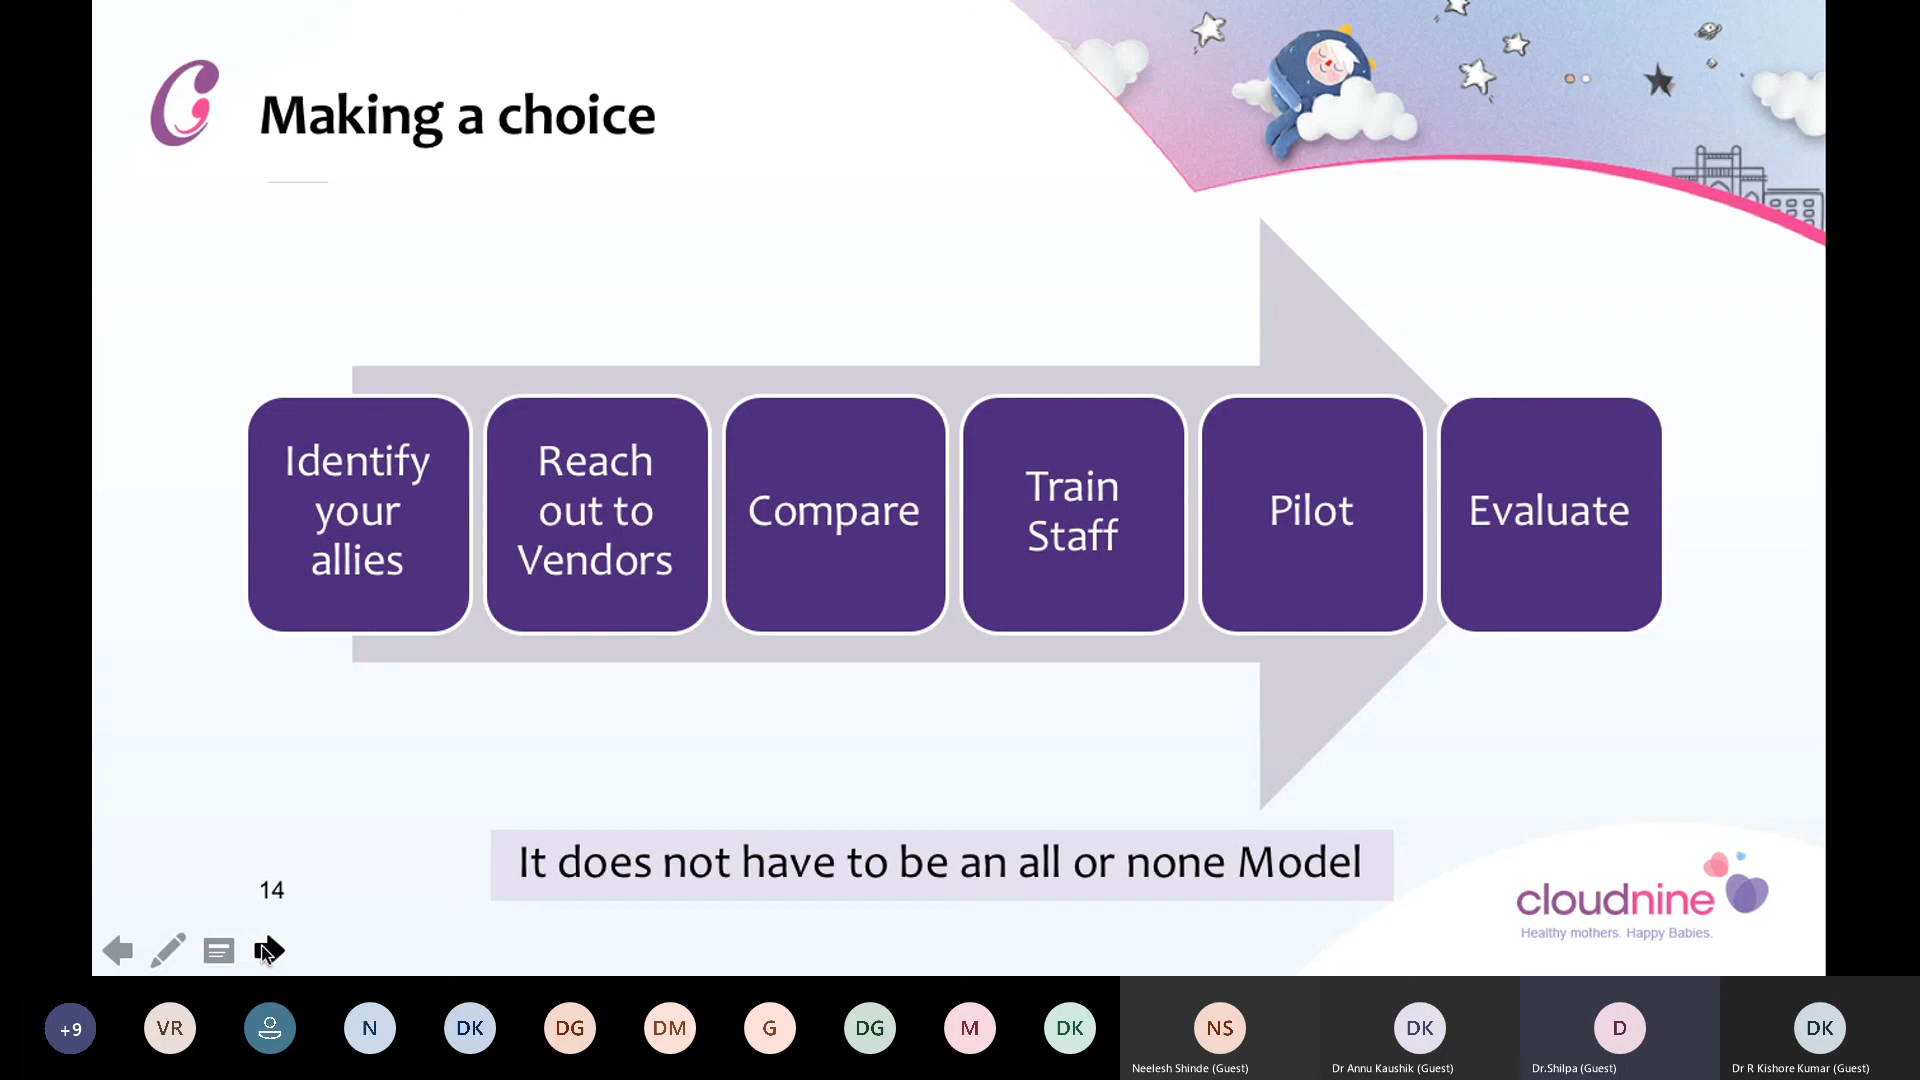 Making a choice
Identify
your
allies
Reach
out to
Vendors
Compare
Train
Staff
Pilot
Evaluate
It does not have to be an all or none Model
14
cloudnine
Healthy mothers. Happy Babies.
+9
VR
N
DK
DG
DM
G
DG
M
DK
NS
DK
D
DK
Neelesh Shinde (Guest)
Dr Annu Kaushik (Guest)
Dr.Shilpa (Guest)
Dr R Kishore Kumar (Guest)